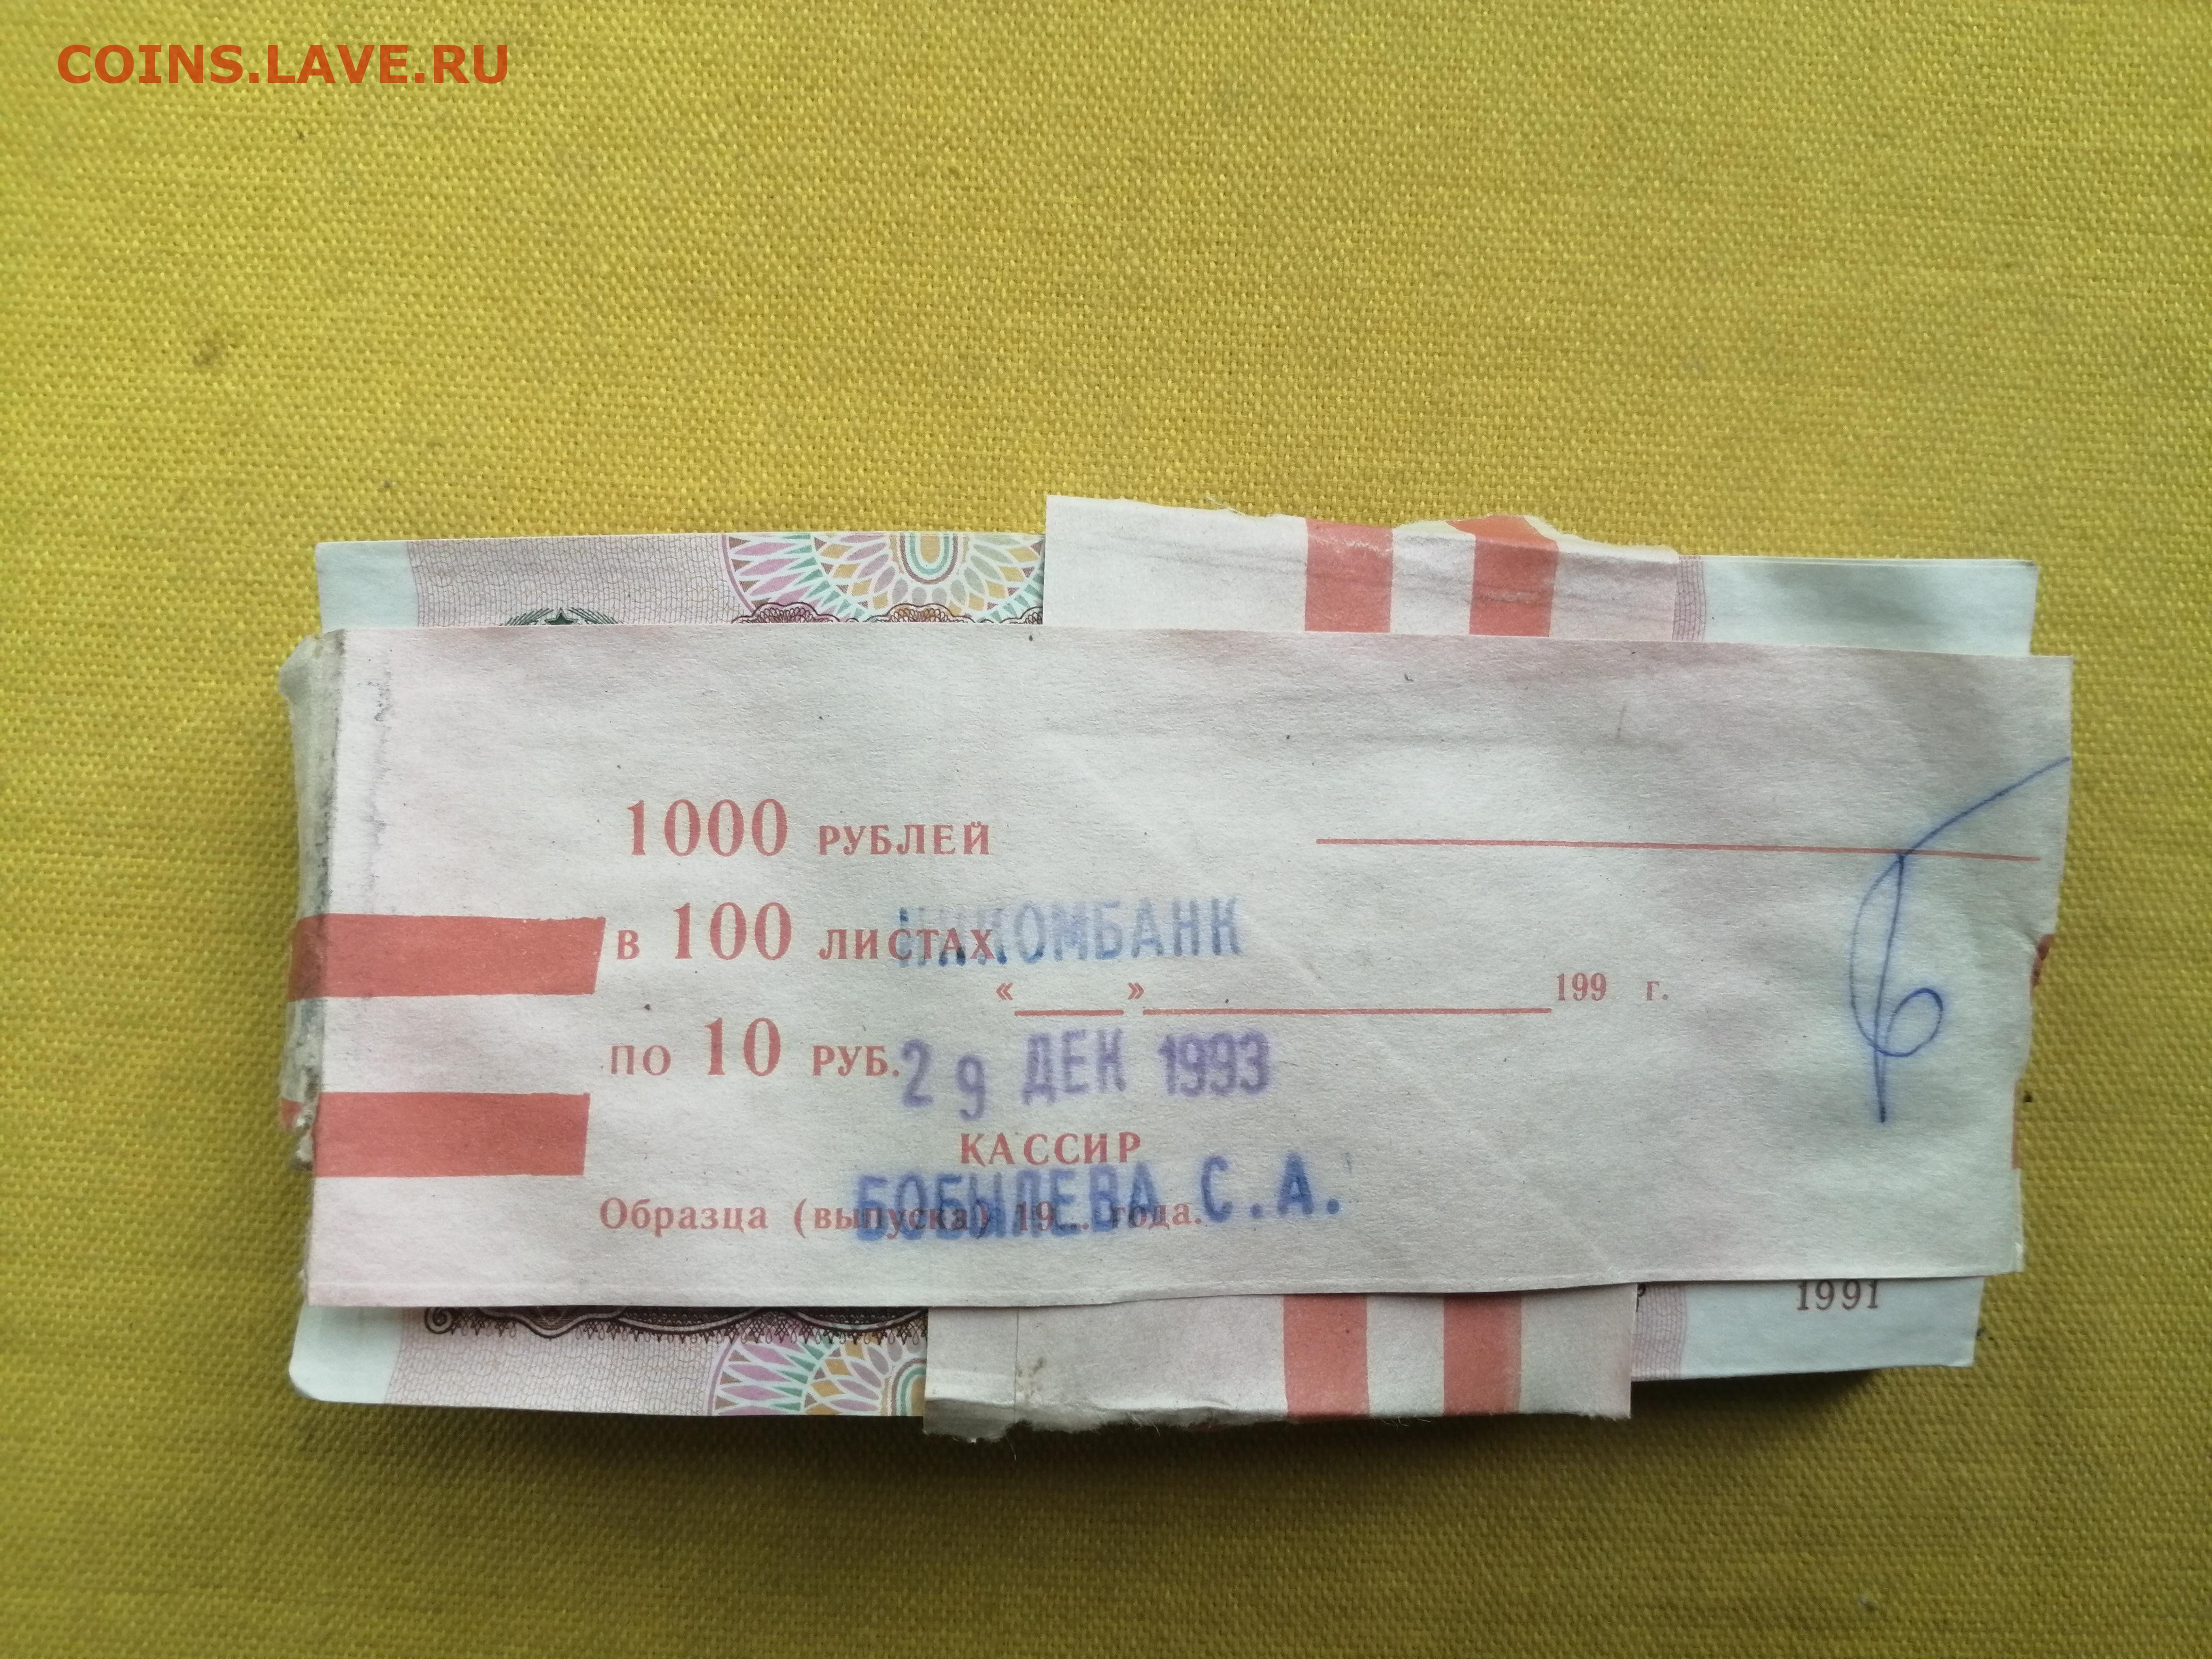 COINS.LAVE.RU
1000 РУБЛЕЙ
В 100 ЛИСТАХ
« » 199 г.
ПО 10 РУБ.
29 ДЕК 1993
КАССИР
БОБЫЛЕВА С.А.
Образца (выпуска) 19... года.
1991